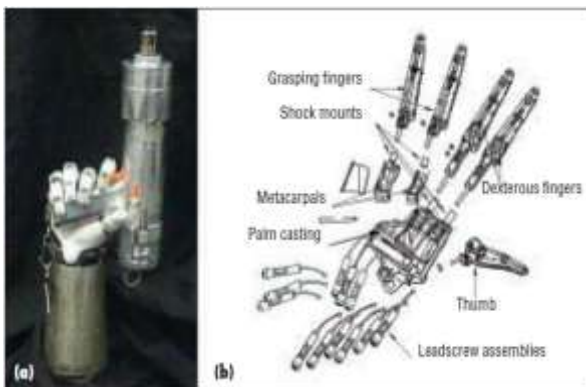 Grasping fingers
Shock mounts
Metacarpals
Dexterous fingers
Palm casting
Thumb
Leadscrew assemblies
(a)
(b)